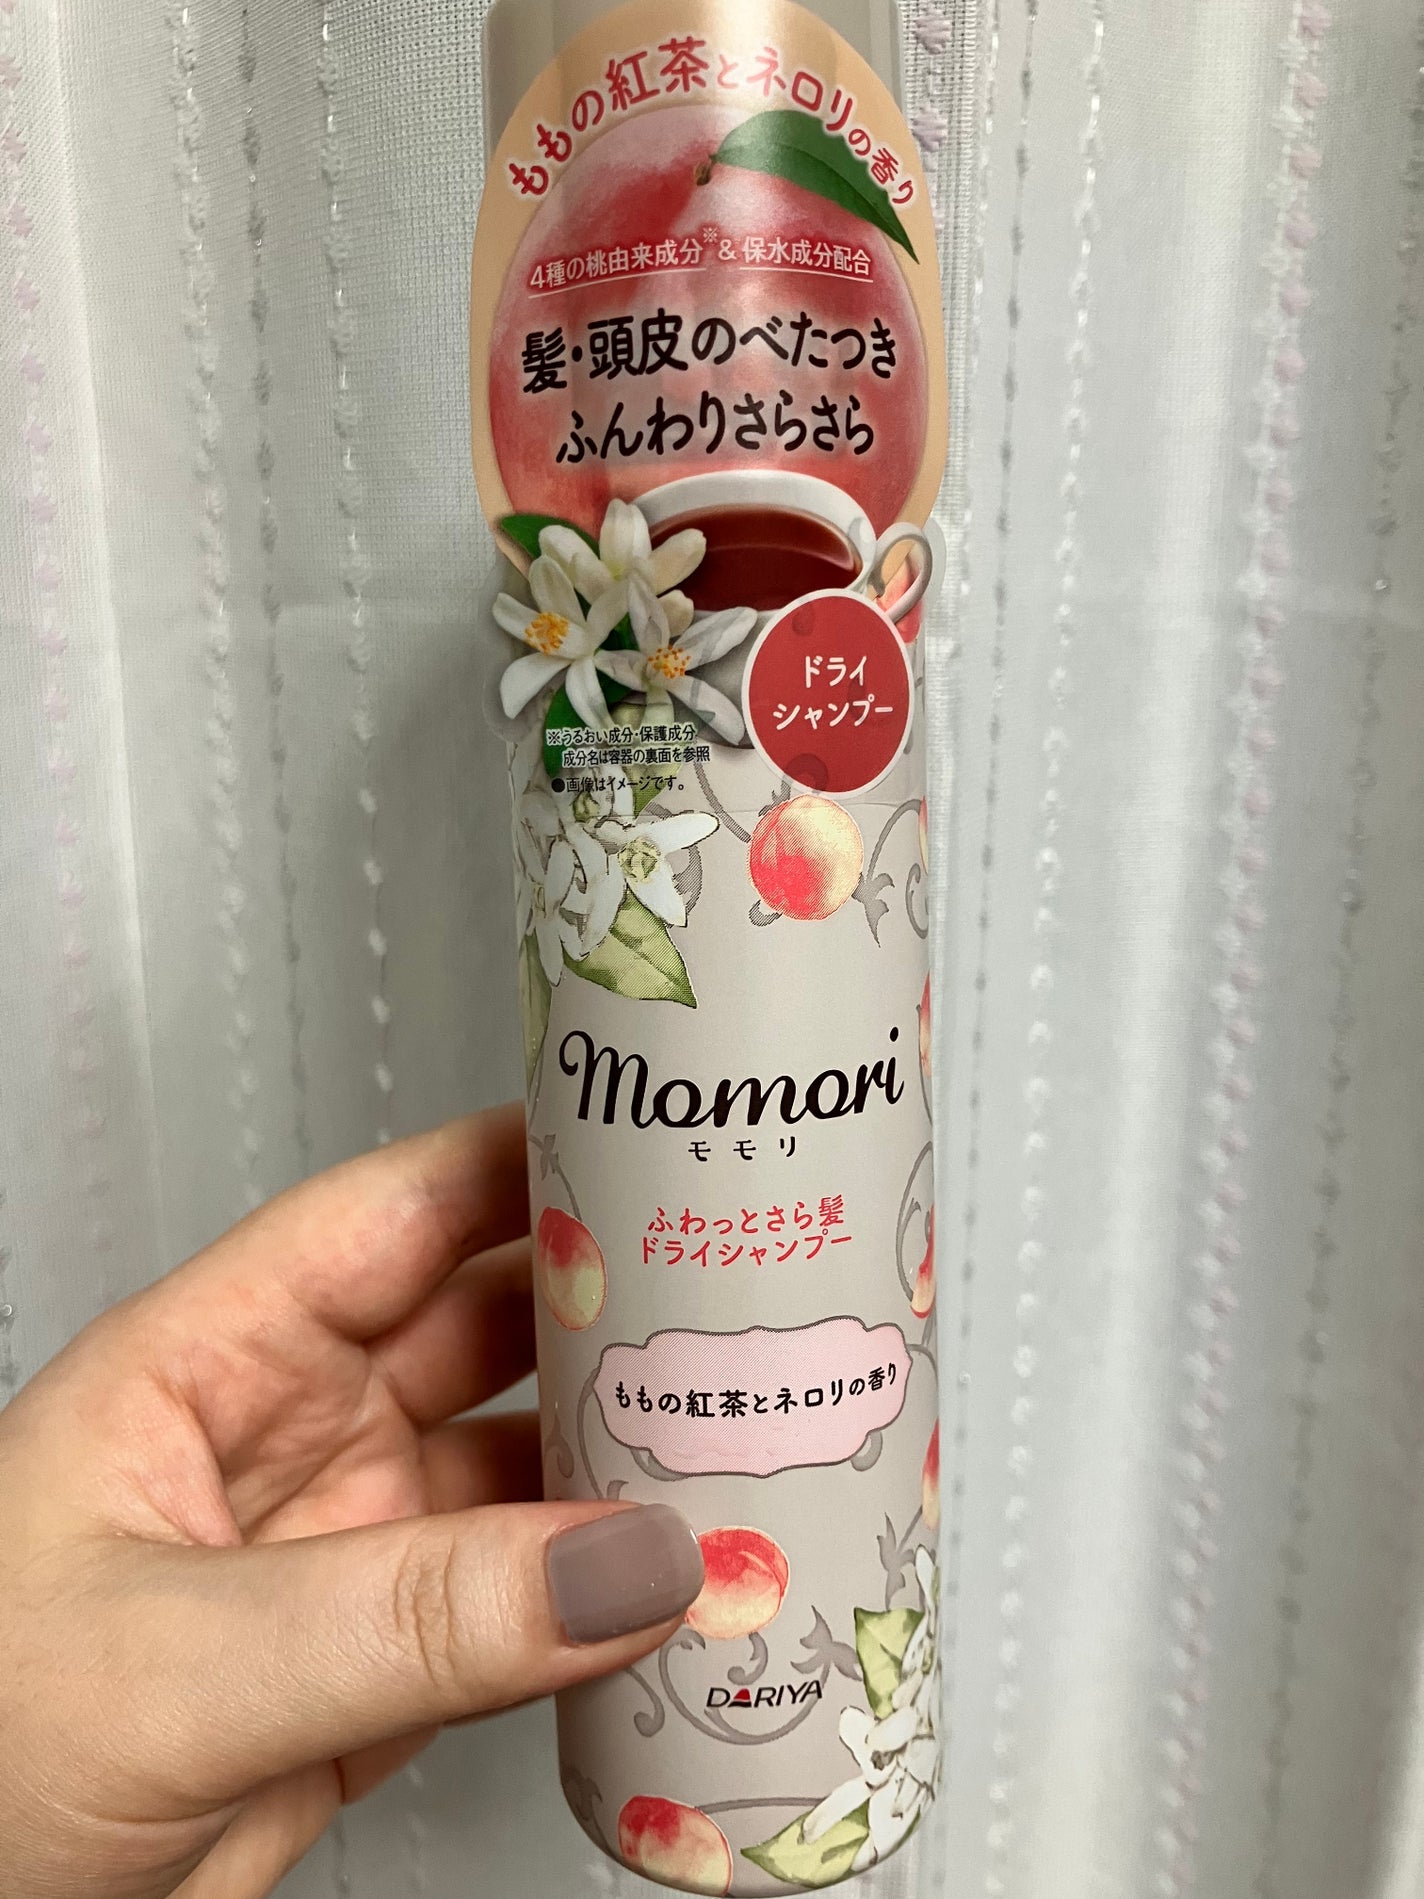 ももの紅茶とネロリの香り
4種の桃由来成分※&保水成分配合
髪・頭皮のべたつき
ふんわりさらさら
ドライ
シャンプー
※うるおい成分・保護成分
成分名は容器の裏面を参照
●画像はイメージです。
momori
モモリ
ふわっとさら髪
ドライシャンプー
ももの紅茶とネロリの香り
DARIYA